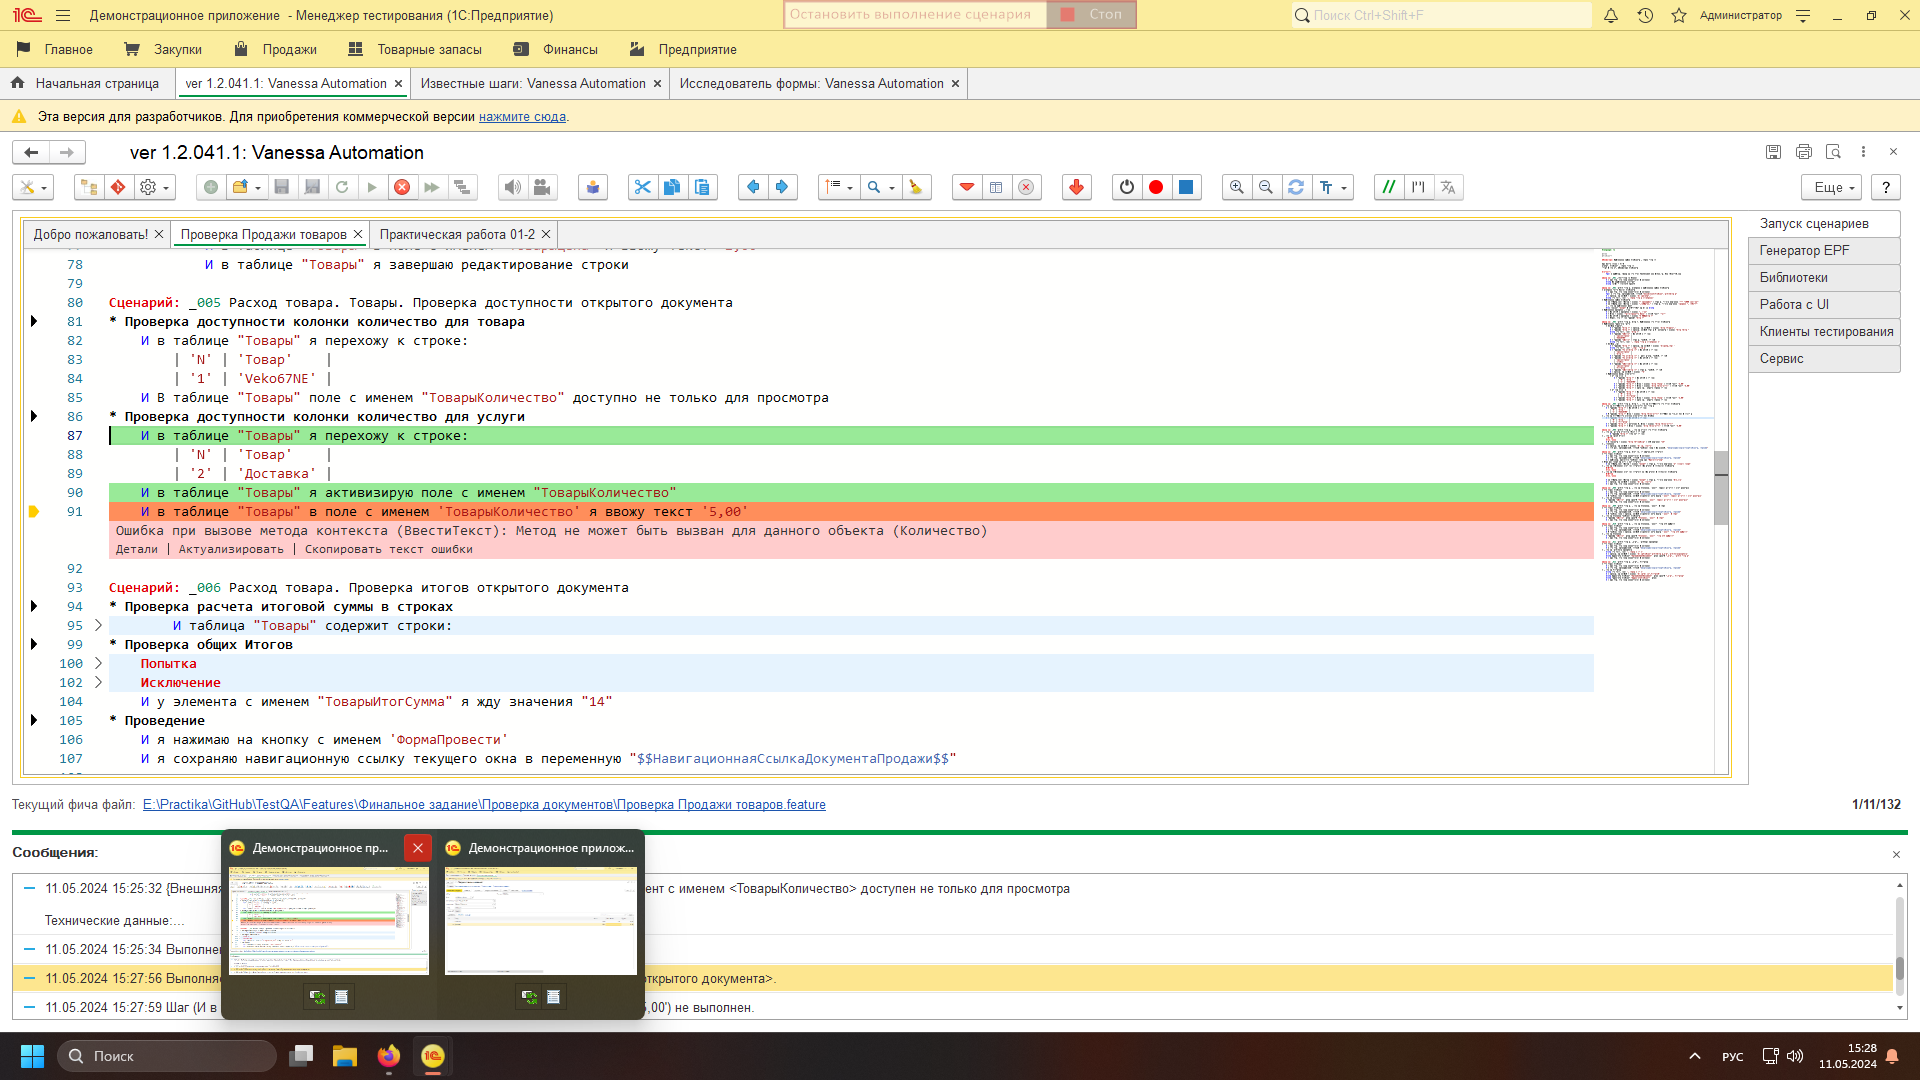 Демонстрационное приложение - Менеджер тестирования (1С:Предприятие)
Остановить выполнение сценария
Стоп
Поиск Ctrl+Shift+F
Администратор
Главное
Закупки
Продажи
Товарные запасы
Финансы
Предприятие
Начальная страница
ver 1.2.041.1: Vanessa Automation ×
Известные шаги: Vanessa Automation ×
Исследователь формы: Vanessa Automation ×
Эта версия для разработчиков. Для приобретения коммерческой версии нажмите сюда.
ver 1.2.041.1: Vanessa Automation
Еще
?
Добро пожаловать! ×
Проверка Продажи товаров ×
Практическая работа 01-2 ×
Запуск сценариев
Генератор EPF
Библиотеки
Работа с UI
Клиенты тестирования
Сервис
78 И в таблице "Товары" я завершаю редактирование строки
79
80 Сценарий: _005 Расход товара. Товары. Проверка доступности открытого документа
81 * Проверка доступности колонки количество для товара
82 И в таблице "Товары" я перехожу к строке:
83 | 'N' | 'Товар' |
84 | '1' | 'Veko67NE' |
85 И В таблице "Товары" поле с именем "ТоварыКоличество" доступно не только для просмотра
86 * Проверка доступности колонки количество для услуги
87 И в таблице "Товары" я перехожу к строке:
88 | 'N' | 'Товар' |
89 | '2' | 'Доставка' |
90 И в таблице "Товары" я активизирую поле с именем "ТоварыКоличество"
91 И в таблице "Товары" в поле с именем 'ТоварыКоличество' я ввожу текст '5,00'
Ошибка при вызове метода контекста (ВвестиТекст): Метод не может быть вызван для данного объекта (Количество)
Детали | Актуализировать | Скопировать текст ошибки
92
93 Сценарий: _006 Расход товара. Проверка итогов открытого документа
94 * Проверка расчета итоговой суммы в строках
95 И таблица "Товары" содержит строки:
99 * Проверка общих Итогов
100 Попытка
102 Исключение
104 И у элемента с именем "ТоварыИтогСумма" я жду значения "14"
105 * Проведение
106 И я нажимаю на кнопку с именем 'ФормаПровести'
107 И я сохраняю навигационную ссылку текущего окна в переменную "$$НавигационнаяСсылкаДокументаПродажи$$"
Текущий фича файл: E:\Practika\GitHub\TestQA\Features\Финальное задание\Проверка документов\Проверка Продажи товаров.feature
1/11/132
Сообщения:
Демонстрационное пр...
Демонстрационное прилож...
11.05.2024 15:25:32 {Внешняя
ент с именем <ТоварыКоличество> доступен не только для просмотра
Технические данные:....
11.05.2024 15:25:34 Выполнен
11.05.2024 15:27:56 Выполня
открытого документа>.
11.05.2024 15:27:59 Шаг (И в
5,00') не выполнен.
Поиск
РУС
15:28
11.05.2024